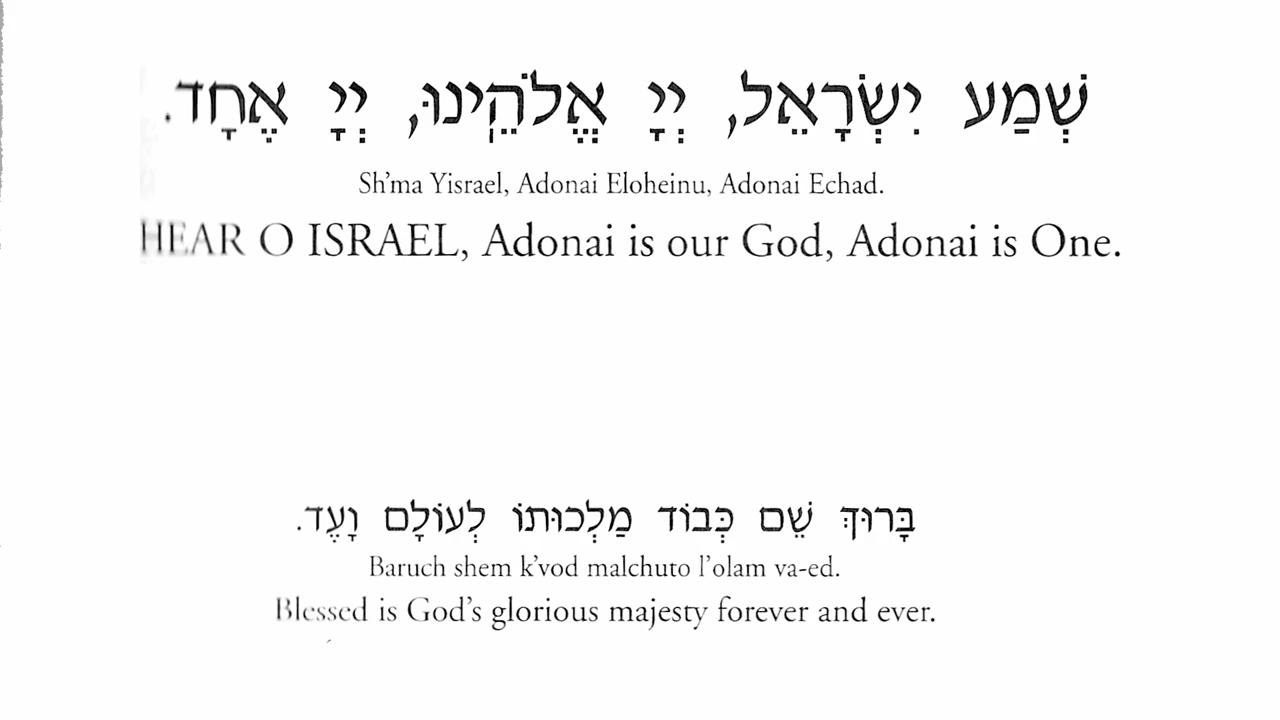 שְׁמַע יִשְׂרָאֵל, יְיָ אֱלֹהֵֽינוּ, יְיָ אֶחָד.
Sh’ma Yisrael, Adonai Eloheinu, Adonai Echad.
HEAR O ISRAEL, Adonai is our God, Adonai is One.
בָּרוּךְ שֵׁם כְּבוֹד מַלְכוּתוֹ לְעוֹלָם וָעֶד.
Baruch shem k’vod malchuto l’olam va-ed.
Blessed is God’s glorious majesty forever and ever.